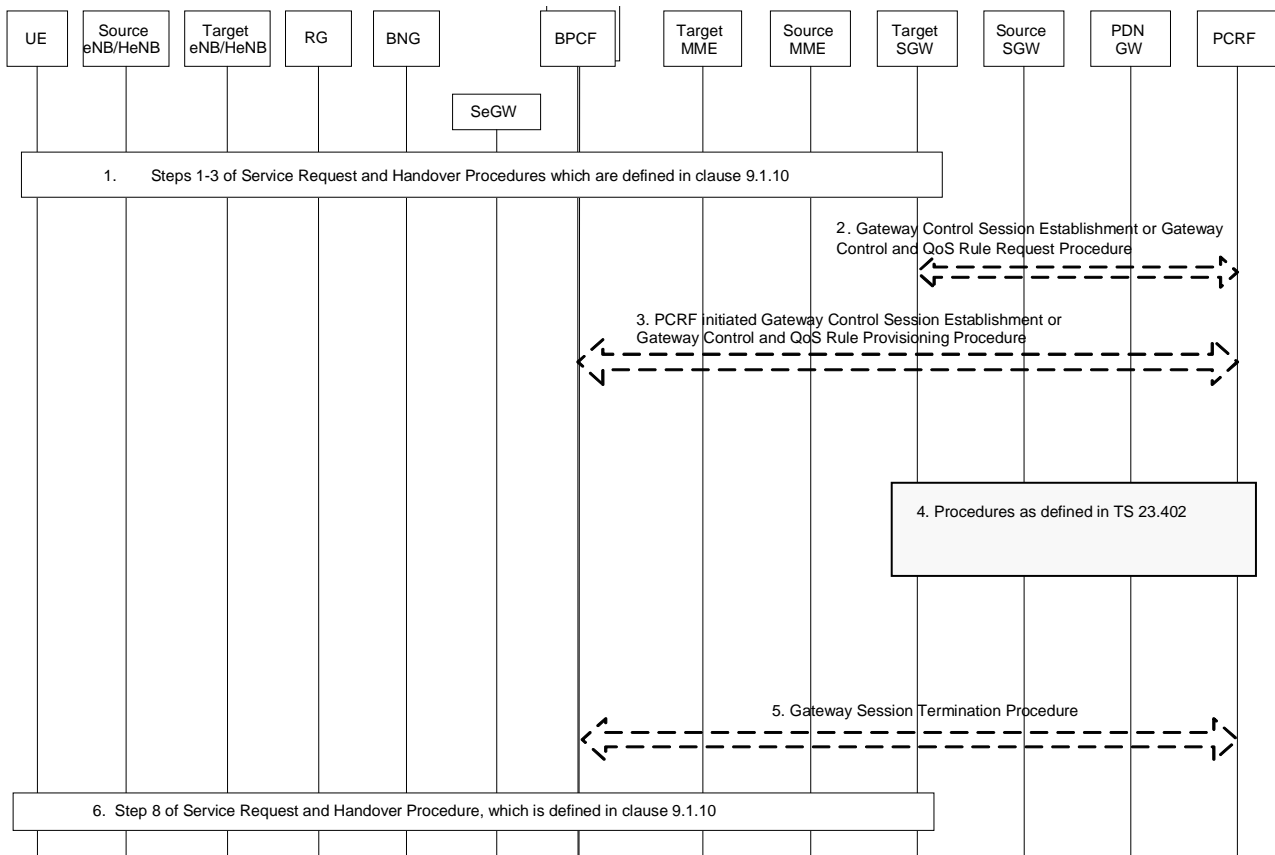 UE
Source
eNB/HeNB
Target
eNB/HeNB
RG
BNG
BPCF
Target
MME
Source
MME
Target
SGW
Source
SGW
PDN
GW
PCRF
SeGW
1. Steps 1-3 of Service Request and Handover Procedures which are defined in clause 9.1.10
2. Gateway Control Session Establishment or Gateway
Control and QoS Rule Request Procedure
3. PCRF initiated Gateway Control Session Establishment or
Gateway Control and QoS Rule Provisioning Procedure
4. Procedures as defined in TS 23.402
5. Gateway Session Termination Procedure
6. Step 8 of Service Request and Handover Procedure, which is defined in clause 9.1.10